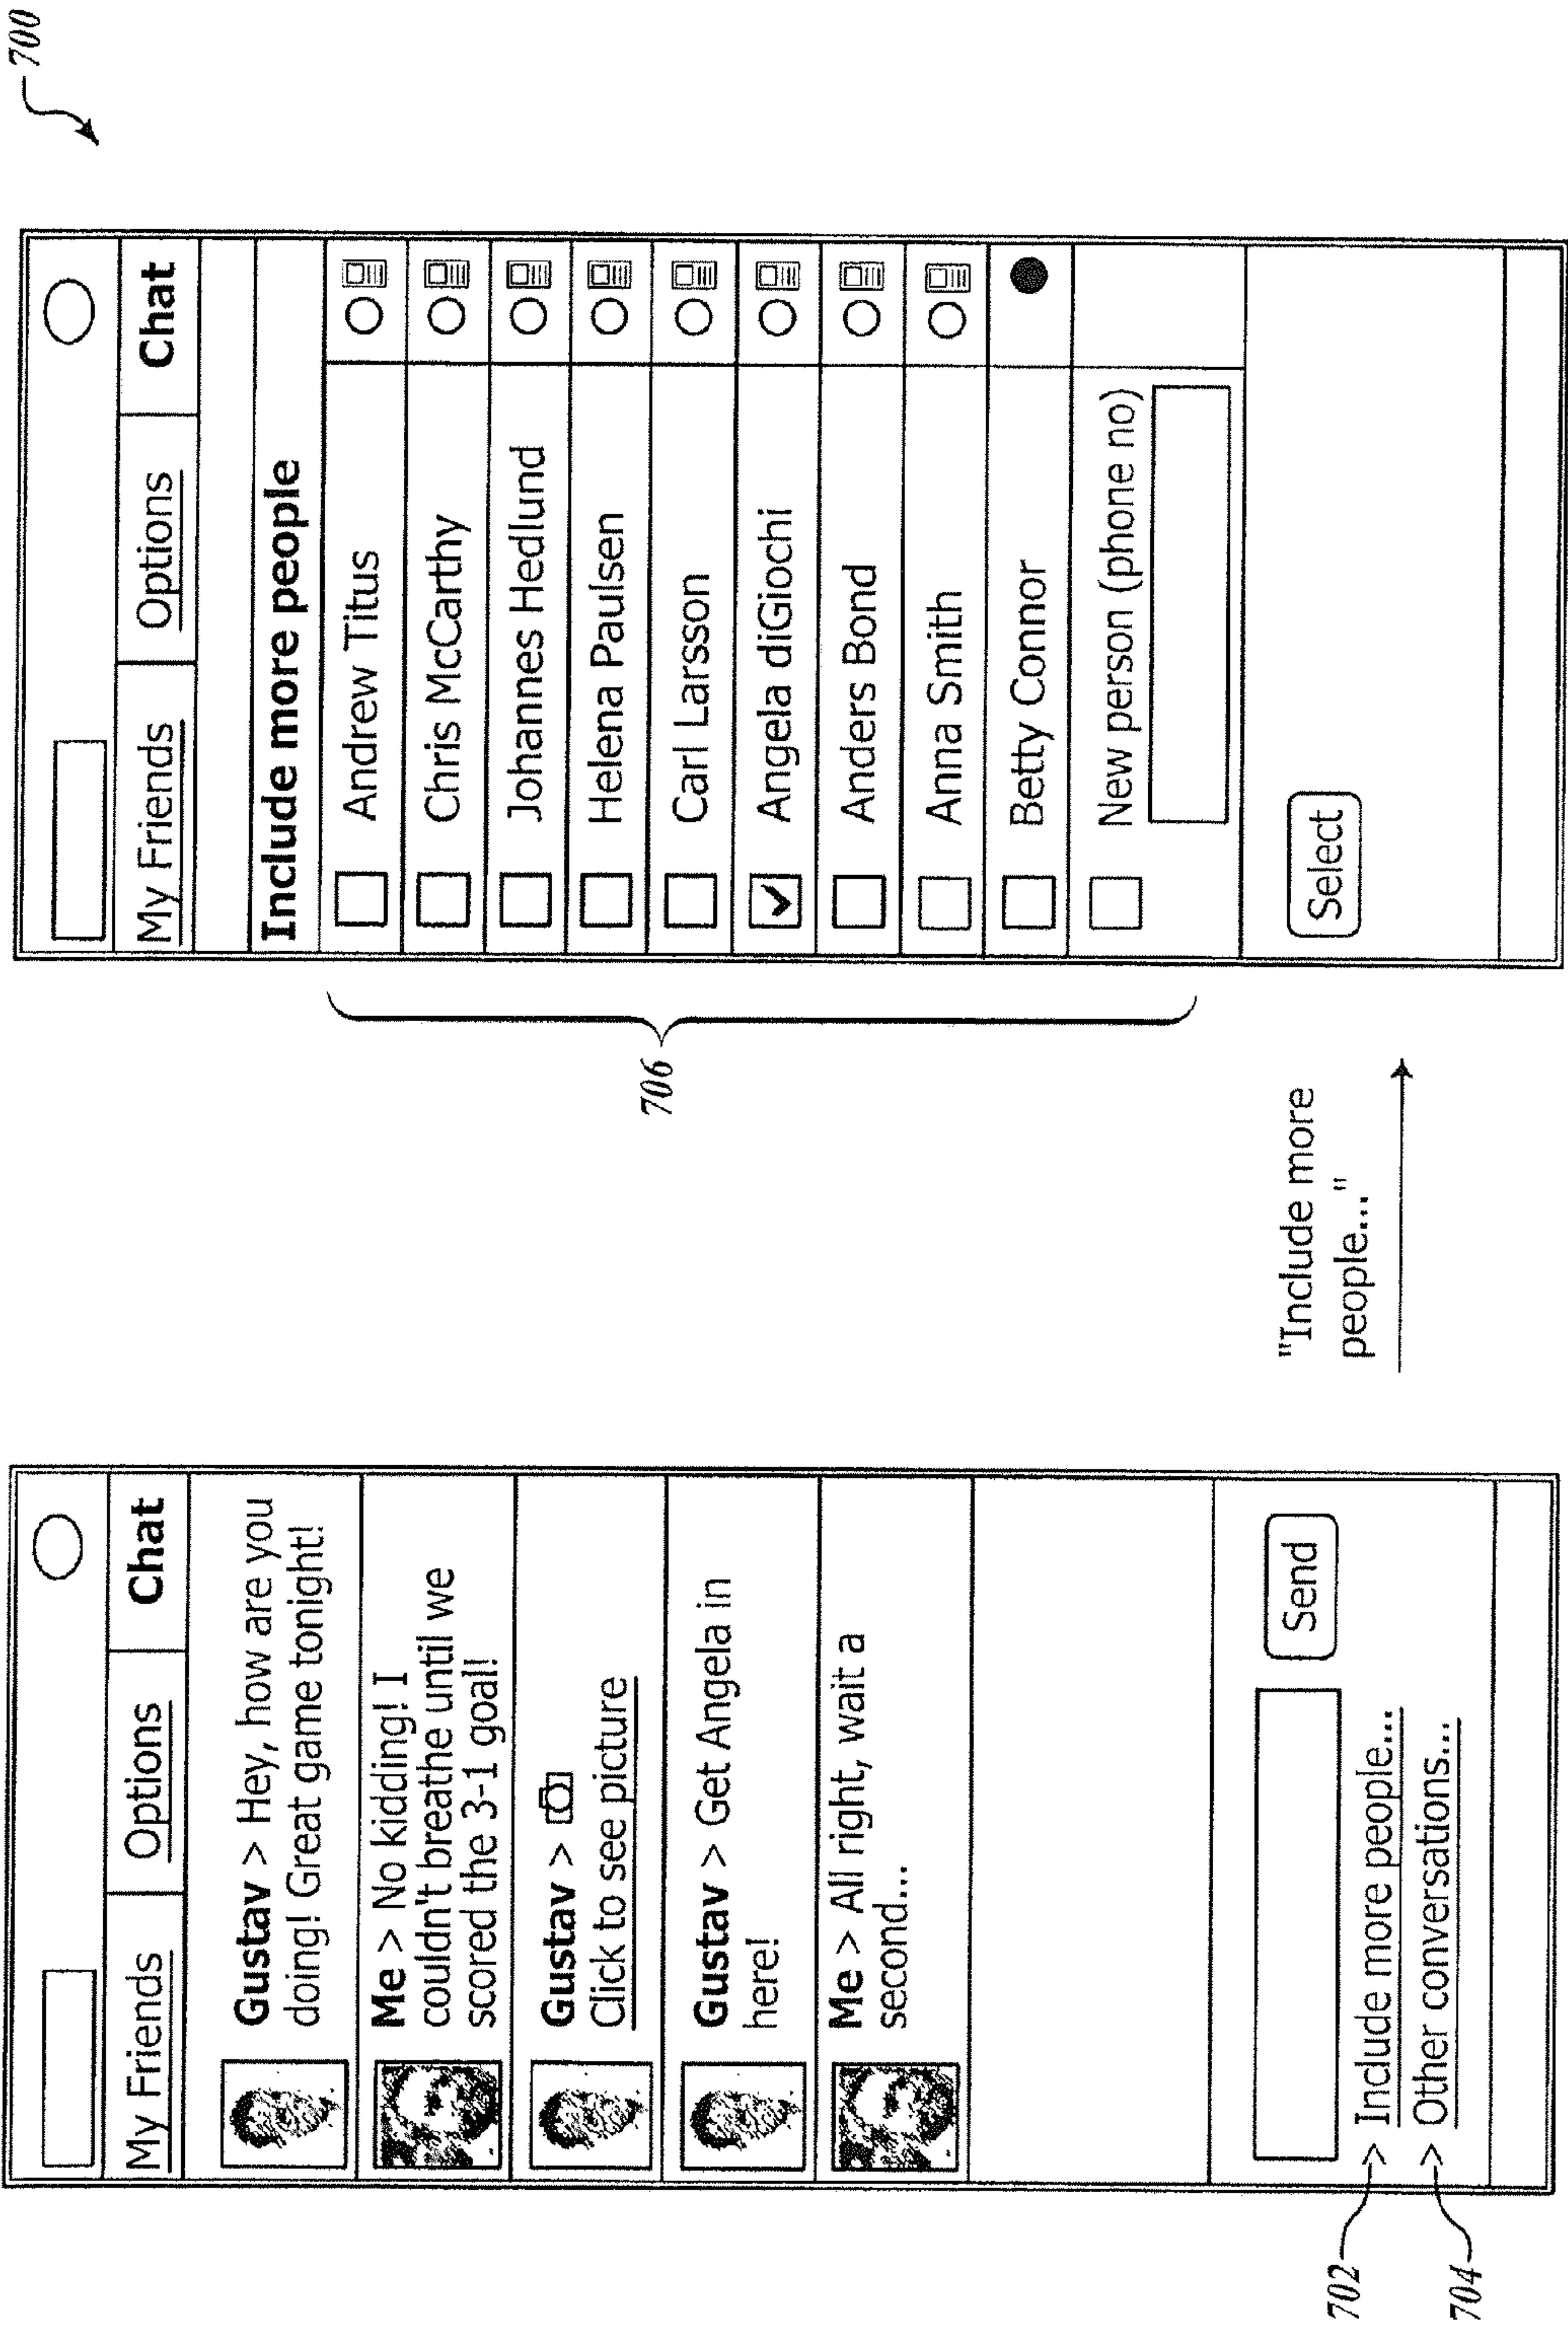 700
My Friends
Options
Chat
Gustav > Hey, how are you
doing! Great game tonight!
Me > No kidding! I
couldn't breathe until we
scored the 3-1 goal!
Gustav >
Click to see picture
Gustav > Get Angela in
here!
Me > All right, wait a
second...
Send
702
> Include more people...
704
> Other conversations...
"Include more
people..."
706
My Friends
Options
Chat
Include more people
Andrew Titus
Chris McCarthy
Johannes Hedlund
Helena Paulsen
Carl Larsson
Angela diGiochi
Anders Bond
Anna Smith
Betty Connor
New person (phone no)
Select